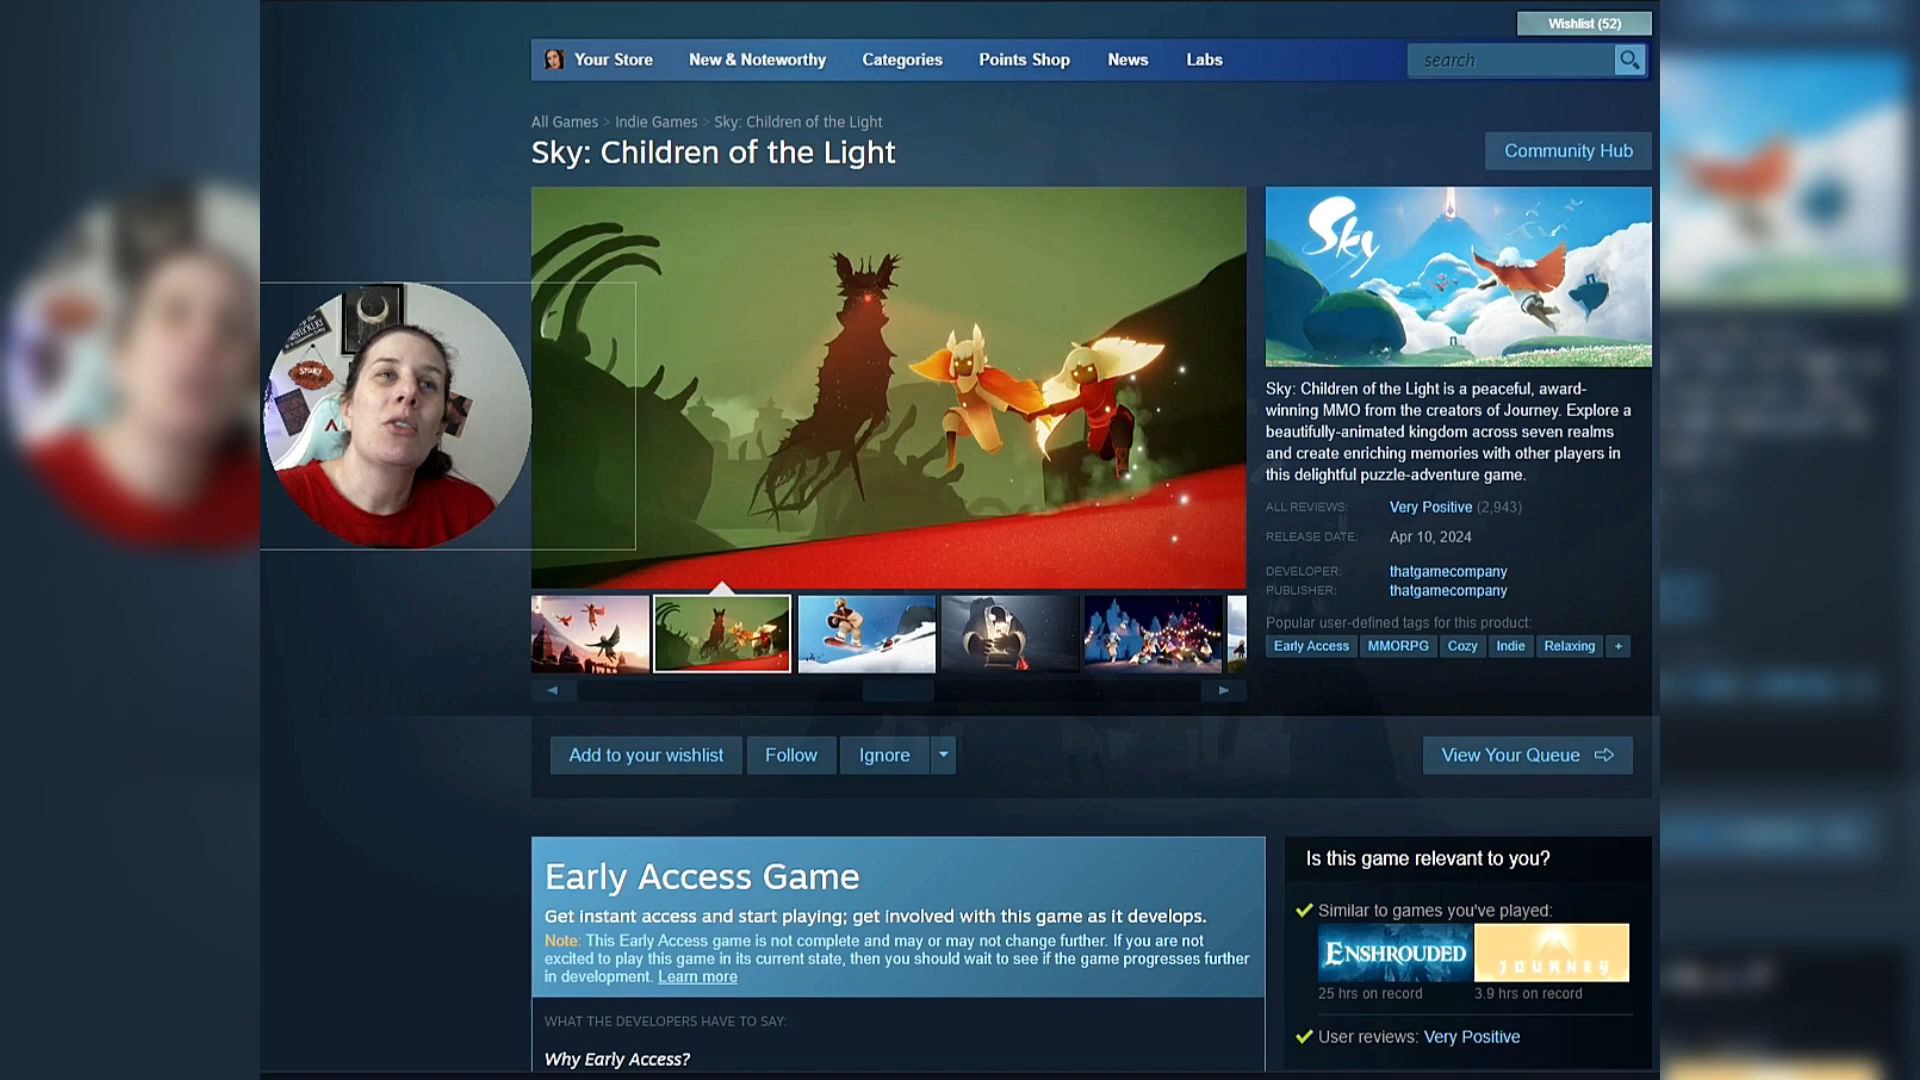 Wishlist (52)
Your Store
New & Noteworthy
Categories
Points Shop
News
Labs
search
All Games > Indie Games > Sky: Children of the Light
Sky: Children of the Light
Community Hub
Sky
Sky: Children of the Light is a peaceful, award-
winning MMO from the creators of Journey. Explore a
beautifully-animated kingdom across seven realms
and create enriching memories with other players in
this delightful puzzle-adventure game.
ALL REVIEWS: Very Positive (2,943)
RELEASE DATE: Apr 10, 2024
DEVELOPER: thatgamecompany
PUBLISHER: thatgamecompany
Popular user-defined tags for this product:
Early Access
MMORPG
Cozy
Indie
Relaxing
+
Add to your wishlist
Follow
Ignore
View Your Queue
Early Access Game
Get instant access and start playing; get involved with this game as it develops.
Note: This Early Access game is not complete and may or may not change further. If you are not
excited to play this game in its current state, then you should wait to see if the game progresses further
in development. Learn more
WHAT THE DEVELOPERS HAVE TO SAY:
Why Early Access?
Is this game relevant to you?
Similar to games you've played:
ENSHROUDED
JOURNEY
25 hrs on record
3.9 hrs on record
User reviews: Very Positive